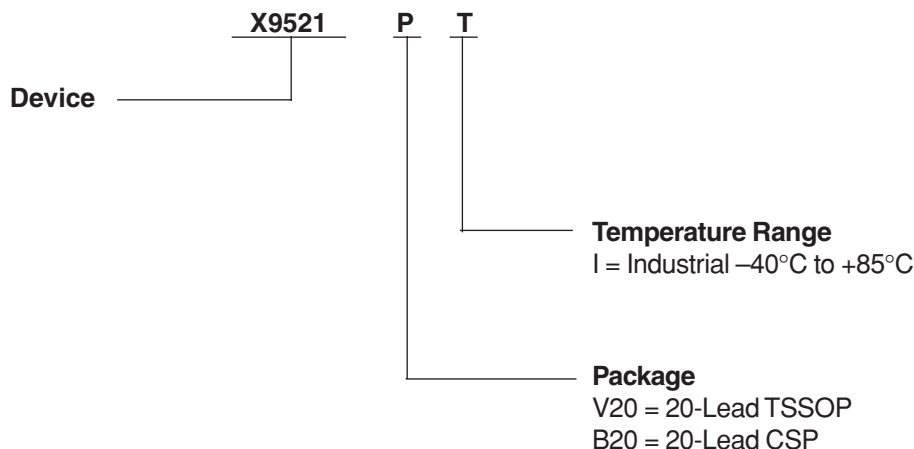 X9521 P T
Device
Temperature Range
I = Industrial –40°C to +85°C
Package
V20 = 20-Lead TSSOP
B20 = 20-Lead CSP